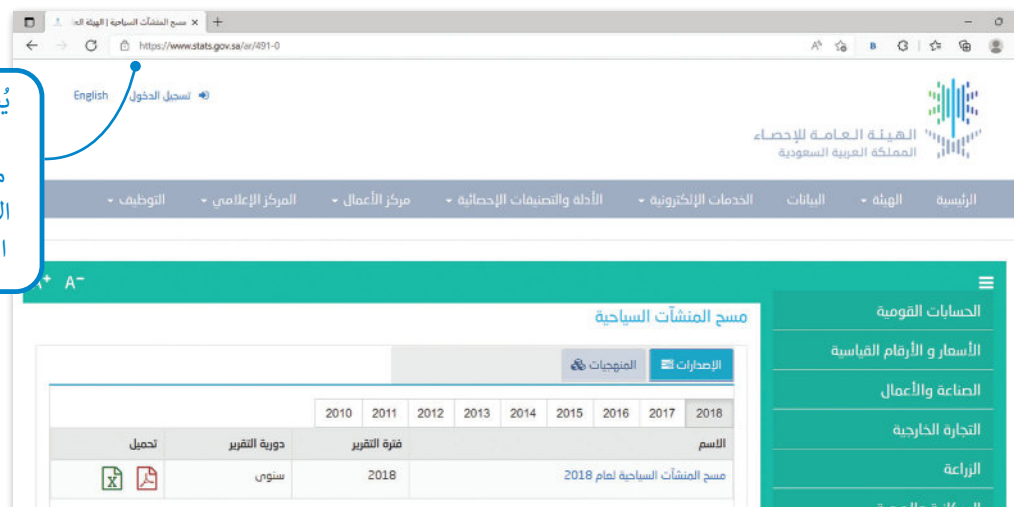 مسح المنشآت السياحية | الهيئة الع
https://www.stats.gov.sa/ar/491-0
تسجيل الدخول English
الهيئة العامة للإحصاء
المملكة العربية السعودية
الرئيسية الهيئة البيانات الخدمات الإلكترونية الأدلة والتصنيفات الإحصائية مركز الأعمال المركز الإعلامي التوظيف
A+ A-
الحسابات القومية
الأسعار و الأرقام القياسية
الصناعة والأعمال
التجارة الخارجية
الزراعة
مسح المنشآت السياحية
الإصدارات المنهجيات
2018 2017 2016 2015 2014 2013 2012 2011 2010
الاسم فترة التقرير دورية التقرير تحميل
مسح المنشآت السياحية لعام 2018 2018 سنوي